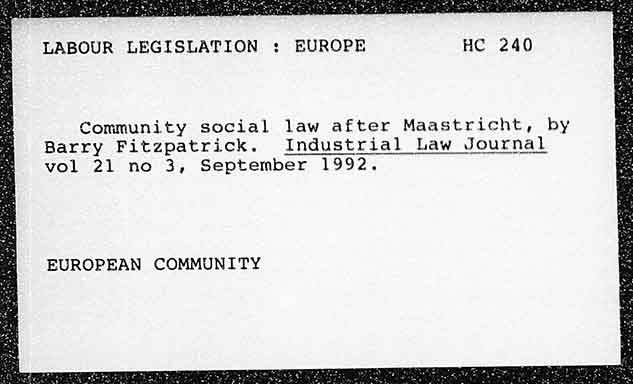 LABOUR LEGISLATION : EUROPE HC 240
Community social law after Maastricht, by
Barry Fitzpatrick. Industrial Law Journal
vol 21 no 3, September 1992.
EUROPEAN COMMUNITY